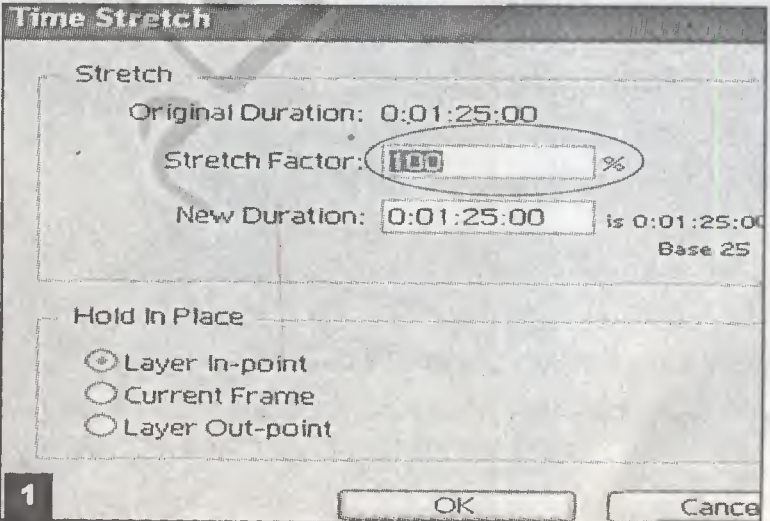 Time Stretch
Stretch
Original Duration: 0:01:25:00
Stretch Factor: 100 %
New Duration: 0:01:25:00 is 0:01:25:00
Base 25
Hold In Place
Layer In-point
Current Frame
Layer Out-point
1
OK Cance